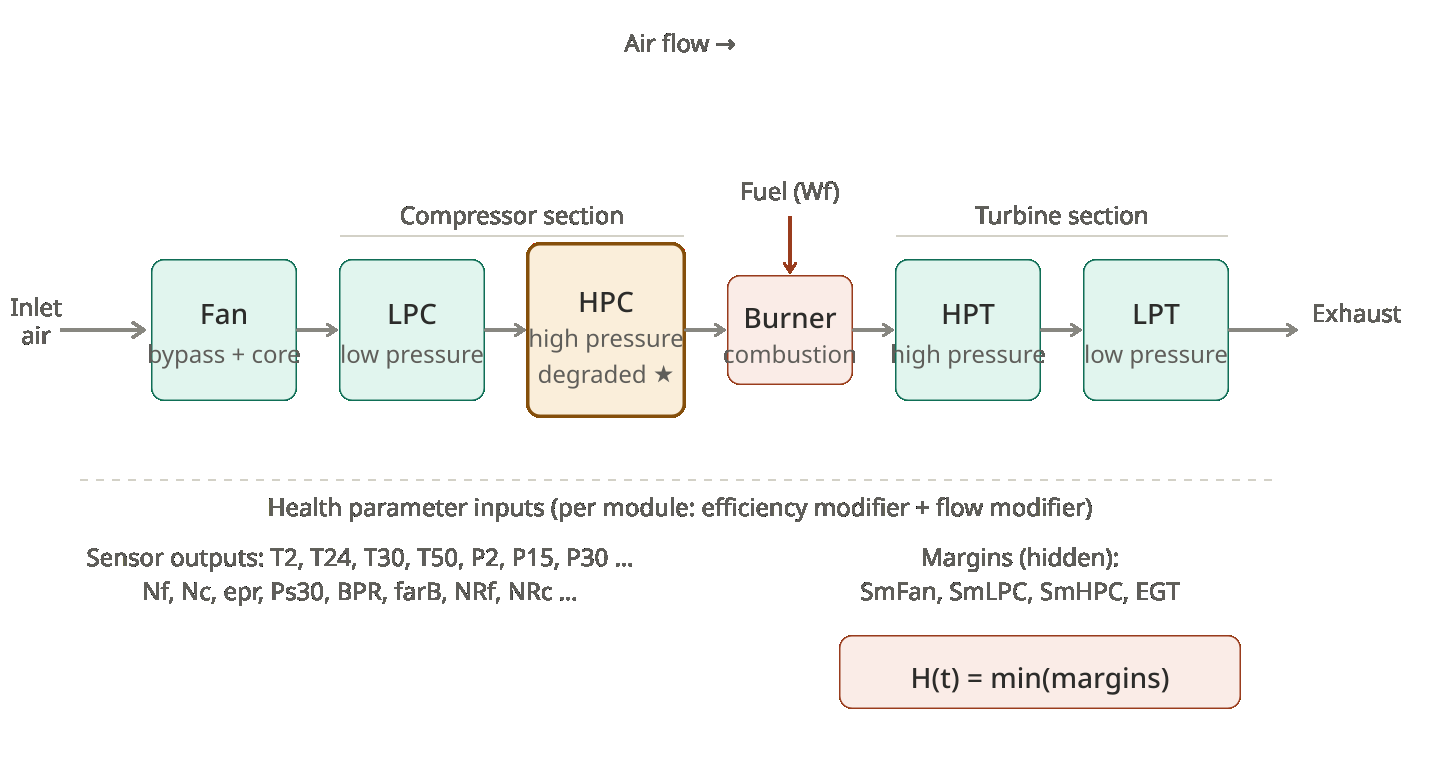 Air flow →
Fuel (Wf)
Compressor section
Turbine section
Inlet
air
Fan
bypass + core
LPC
low pressure
HPC
high pressure
degraded ★
Burner
combustion
HPT
high pressure
LPT
low pressure
Exhaust
Health parameter inputs (per module: efficiency modifier + flow modifier)
Sensor outputs: T2, T24, T30, T50, P2, P15, P30 ...
Nf, Nc, epr, Ps30, BPR, farB, NRf, NRc ...
Margins (hidden):
SmFan, SmLPC, SmHPC, EGT
H(t) = min(margins)